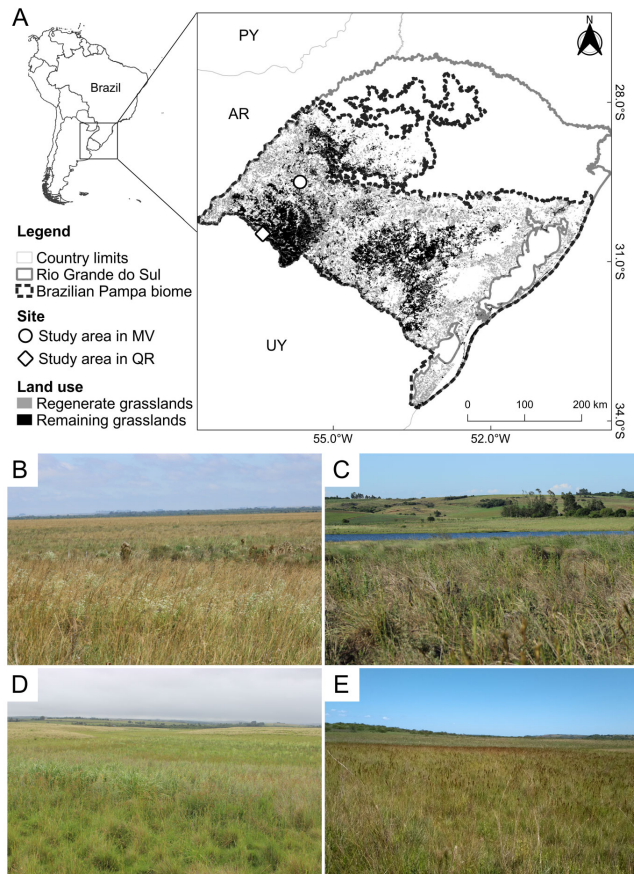 A
Brazil
PY
AR
UY
N
28.0°S
31.0°S
34.0°S
55.0°W
52.0°W
0 100 200 km
Legend
Country limits
Rio Grande do Sul
Brazilian Pampa biome
Site
Study area in MV
Study area in QR
Land use
Regenerate grasslands
Remaining grasslands
B
C
D
E